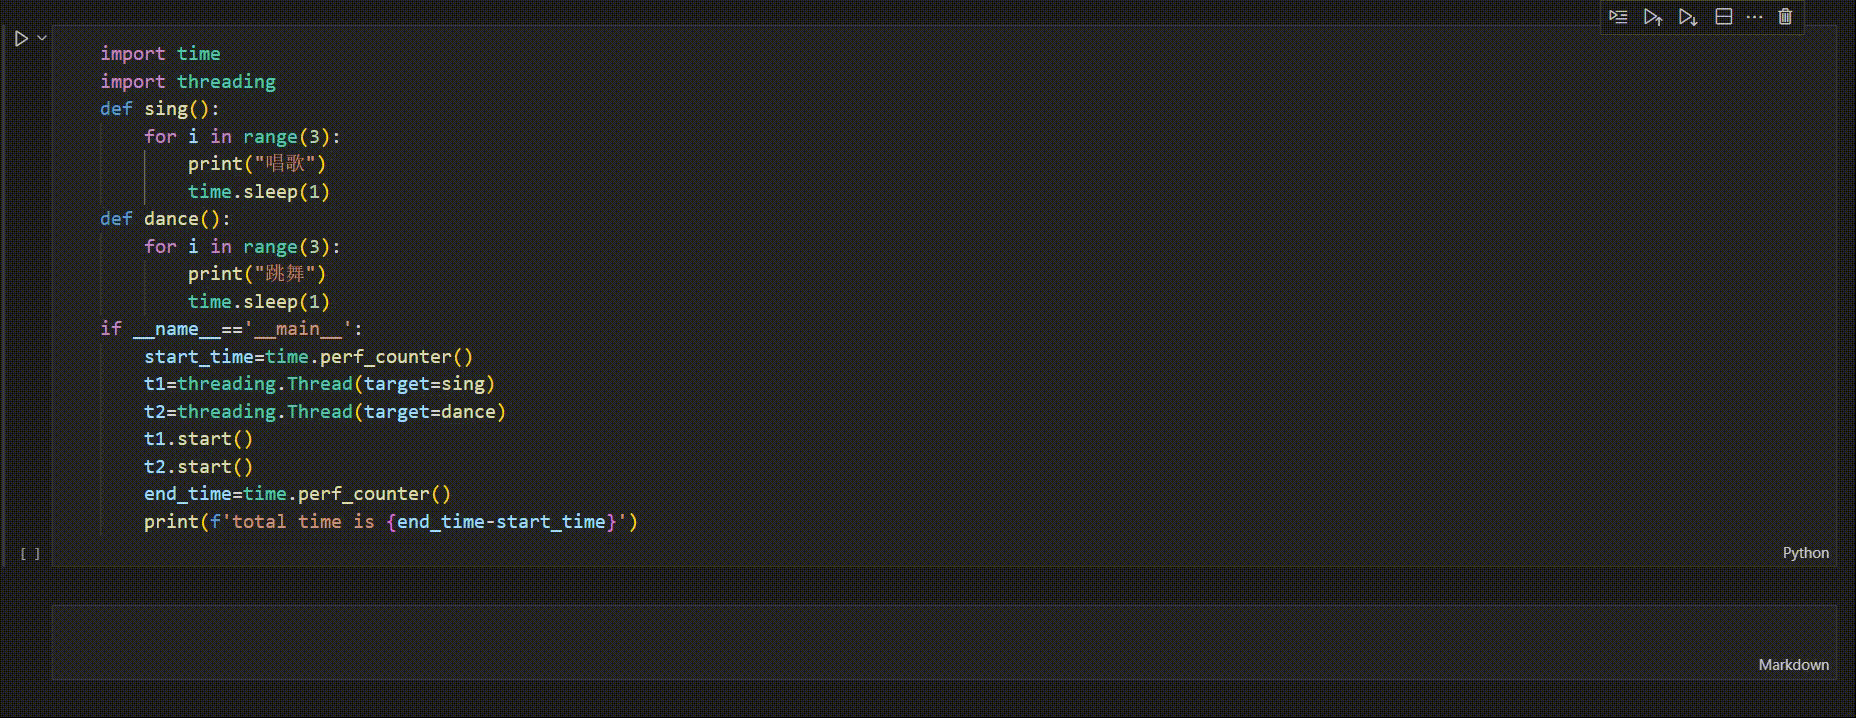 import time
import threading
def sing():
    for i in range(3):
        print("唱歌")
        time.sleep(1)
def dance():
    for i in range(3):
        print("跳舞")
        time.sleep(1)
if __name__=='__main__':
    start_time=time.perf_counter()
    t1=threading.Thread(target=sing)
    t2=threading.Thread(target=dance)
    t1.start()
    t2.start()
    end_time=time.perf_counter()
    print(f'total time is {end_time-start_time}')
[ ]
Python
Markdown